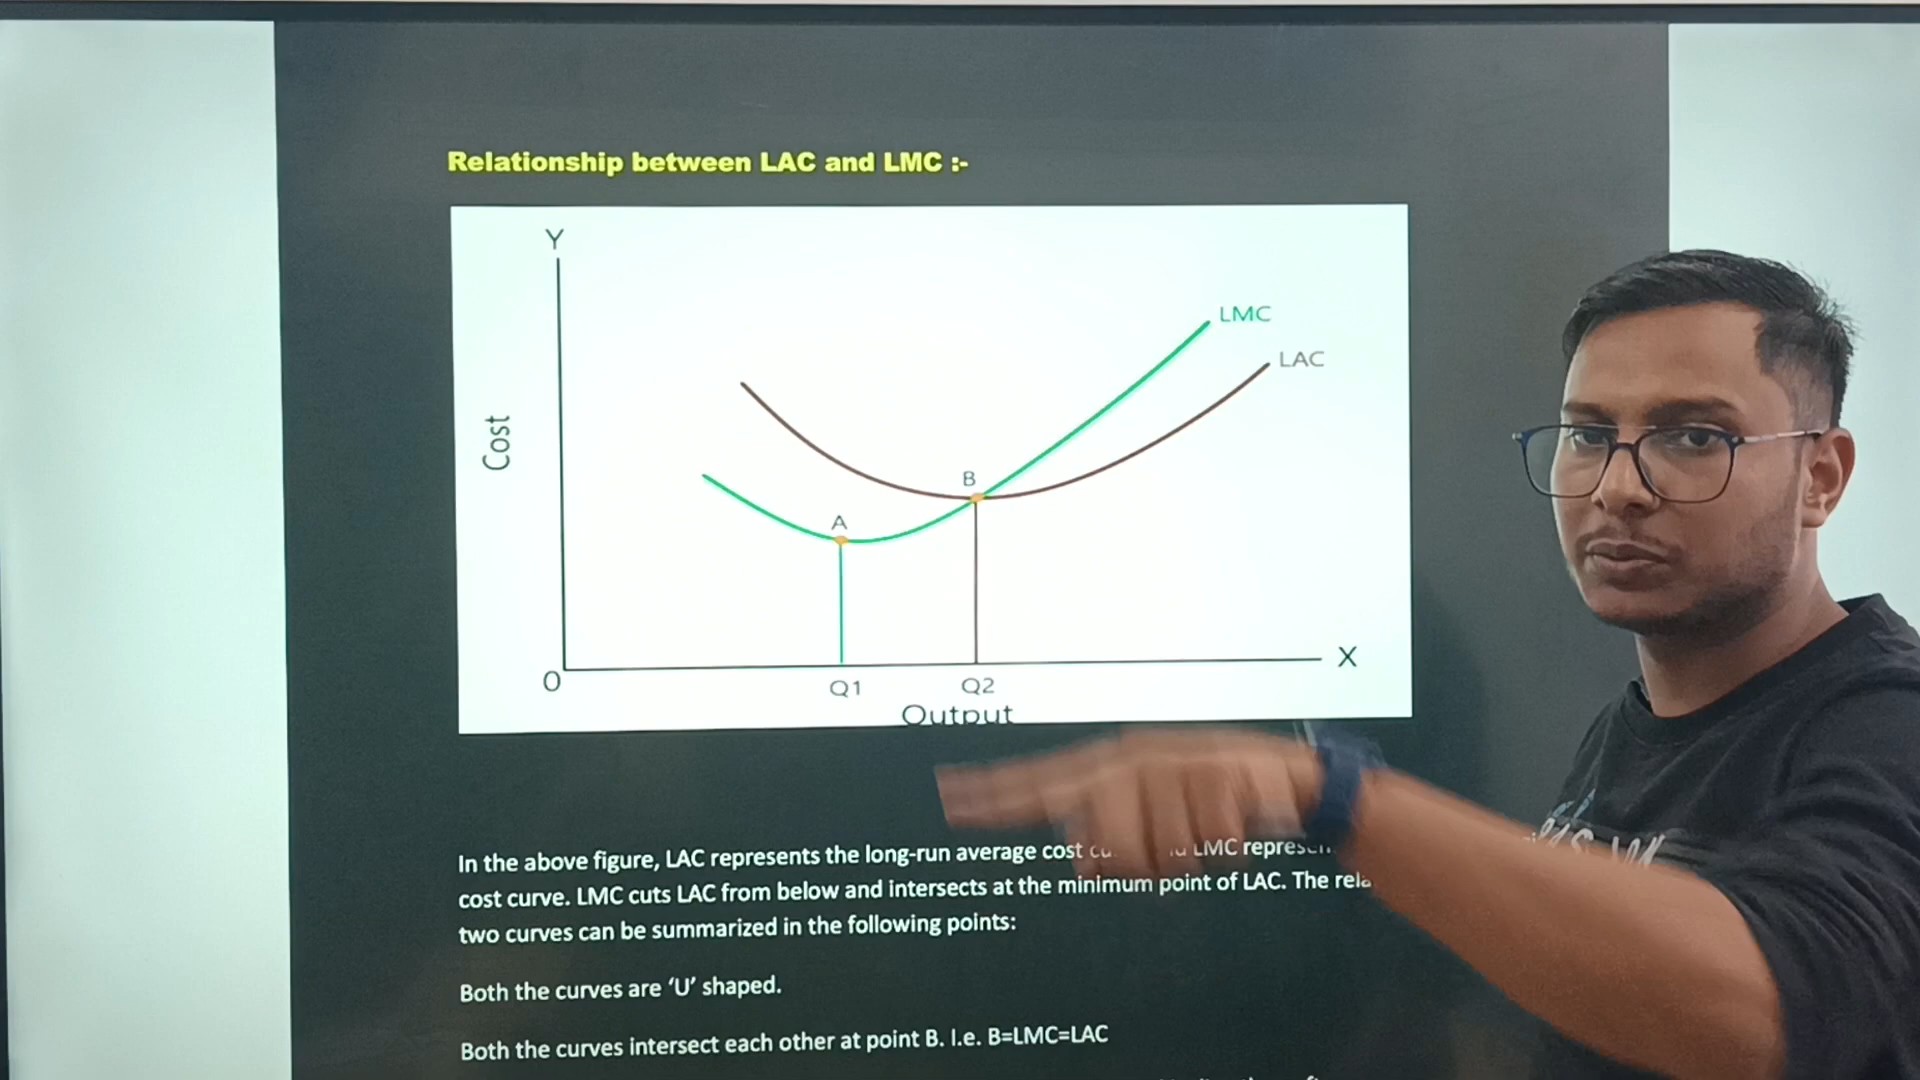 Relationship between LAC and LMC :-
Y
LMC
LAC
Cost
B
A
O
X
Q1
Q2
Output
In the above figure, LAC represents the long-run average cost LMC
cost curve. LMC cuts LAC from below and intersects at the minimum point of LAC. The
two curves can be summarized in the following points:
Both the curves are ‘U’ shaped.
Both the curves intersect each other at point B. I.e. B=LMC=LAC